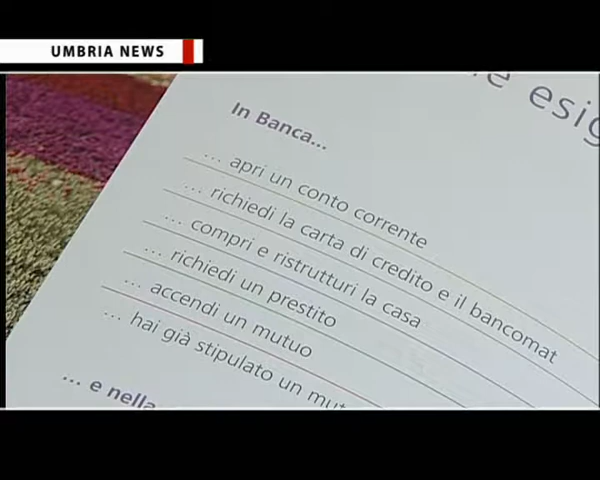 UMBRIA NEWS
esig
In Banca...
... apri un conto corrente
... richiedi la carta di credito e il bancomat
... compri e ristrutturi la casa
... richiedi un prestito
... accendi un mutuo
... hai già stipulato un mut
... e nella